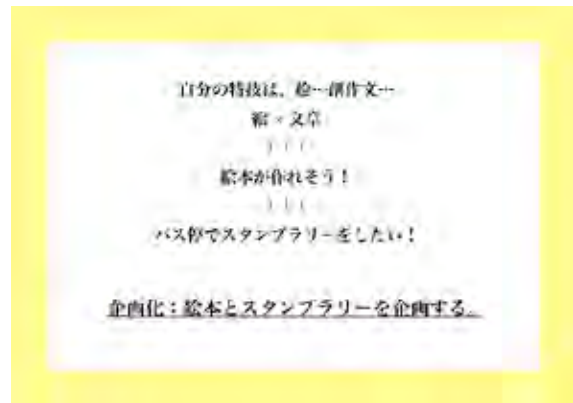 自分の特技は、絵…創作文…
絵×文章
↓↓↓
絵本が作れそう！
↓↓↓
バス停でスタンプラリーをしたい！
企画化：絵本とスタンプラリーを企画する。